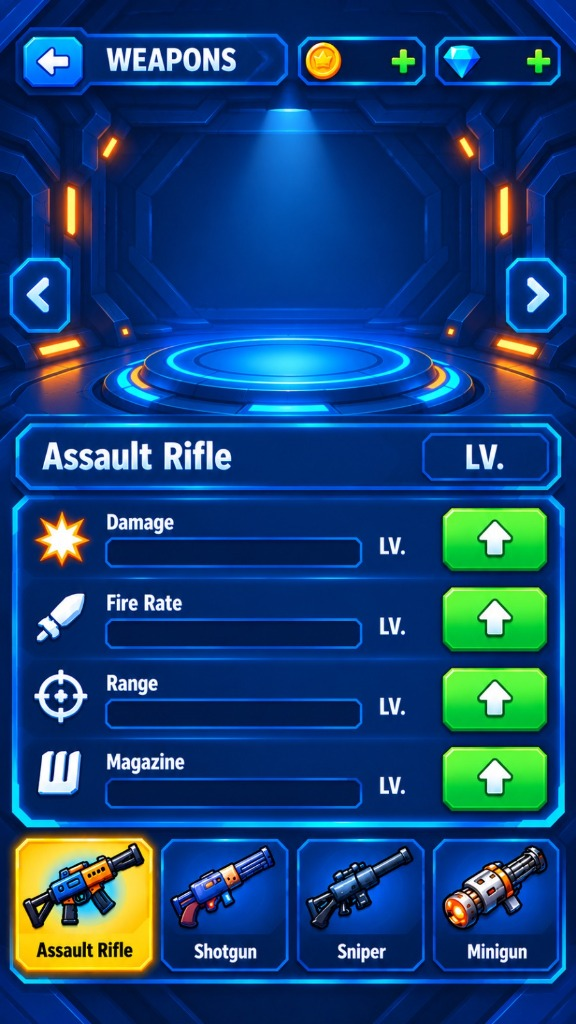 WEAPONS
Assault Rifle
LV.
Damage
LV.
Fire Rate
LV.
Range
LV.
Magazine
LV.
Assault Rifle
Shotgun
Sniper
Minigun